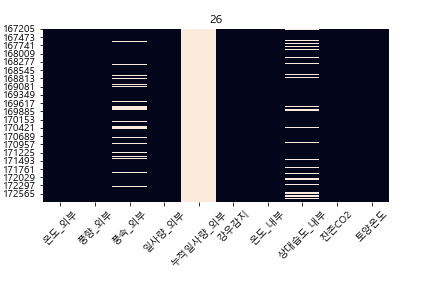 26
167205
167473
167741
168009
168277
168545
168813
169081
169349
169617
169885
170153
170421
170689
170957
171225
171493
171761
172029
172297
172565
온도_외부
풍향_외부
풍속_외부
일사량_외부
누적일사량_외부
강우감지
온도_내부
상대습도_내부
잔존CO2
토양온도